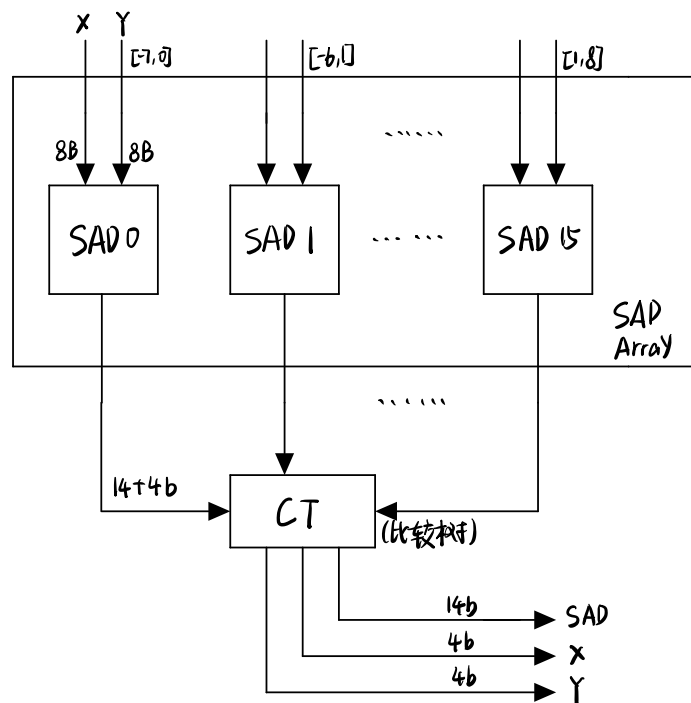 X Y
[-7,0] [-6,1] [1,8]
......
8B 8B
SAD 0 SAD 1 ...... SAD 15
SAD
Array
......
14+4b
CT
(比较树)
14b SAD
4b X
4b Y